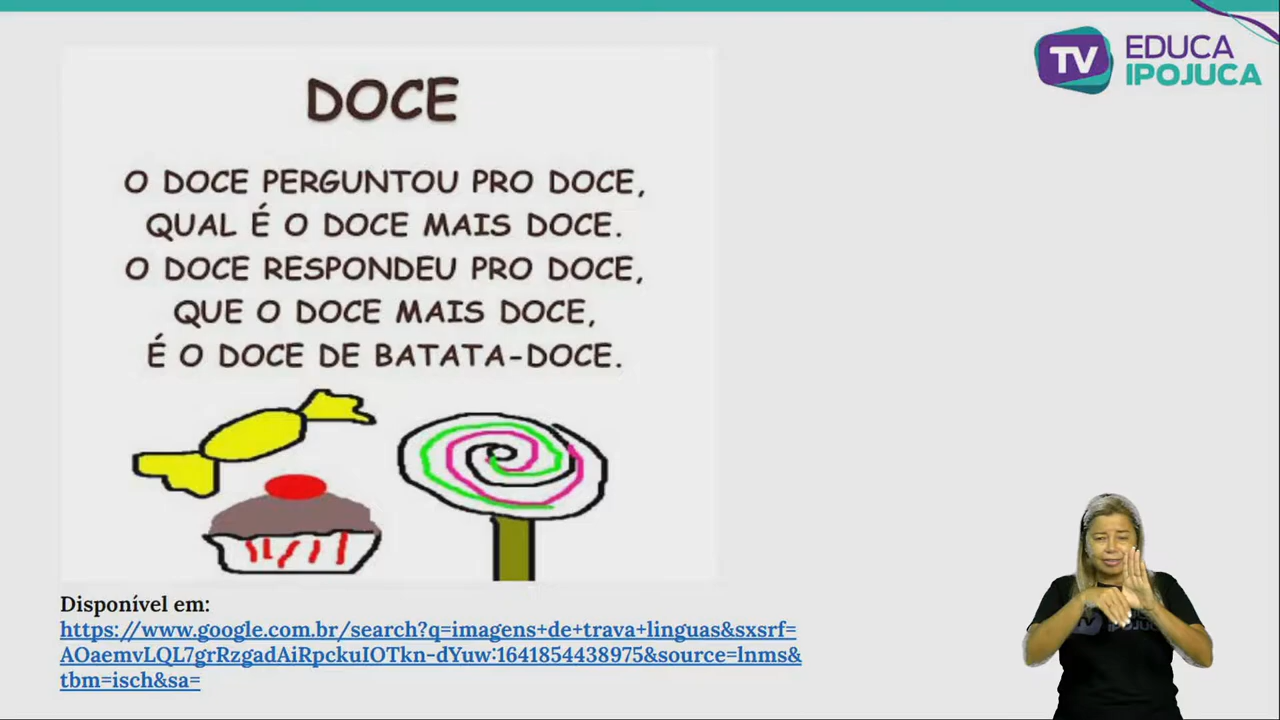 TV EDUCA
IPOJUCA
DOCE
O DOCE PERGUNTOU PRO DOCE,
QUAL É O DOCE MAIS DOCE.
O DOCE RESPONDEU PRO DOCE,
QUE O DOCE MAIS DOCE,
É O DOCE DE BATATA-DOCE.
Disponível em:
https://www.google.com.br/search?q=imagens+de+trava+linguas&sxsrf=
AOaemvLQL7grRzgadAiRpckuIOTkn-dYuw:1641854438975&source=lnms&
tbm=isch&sa=